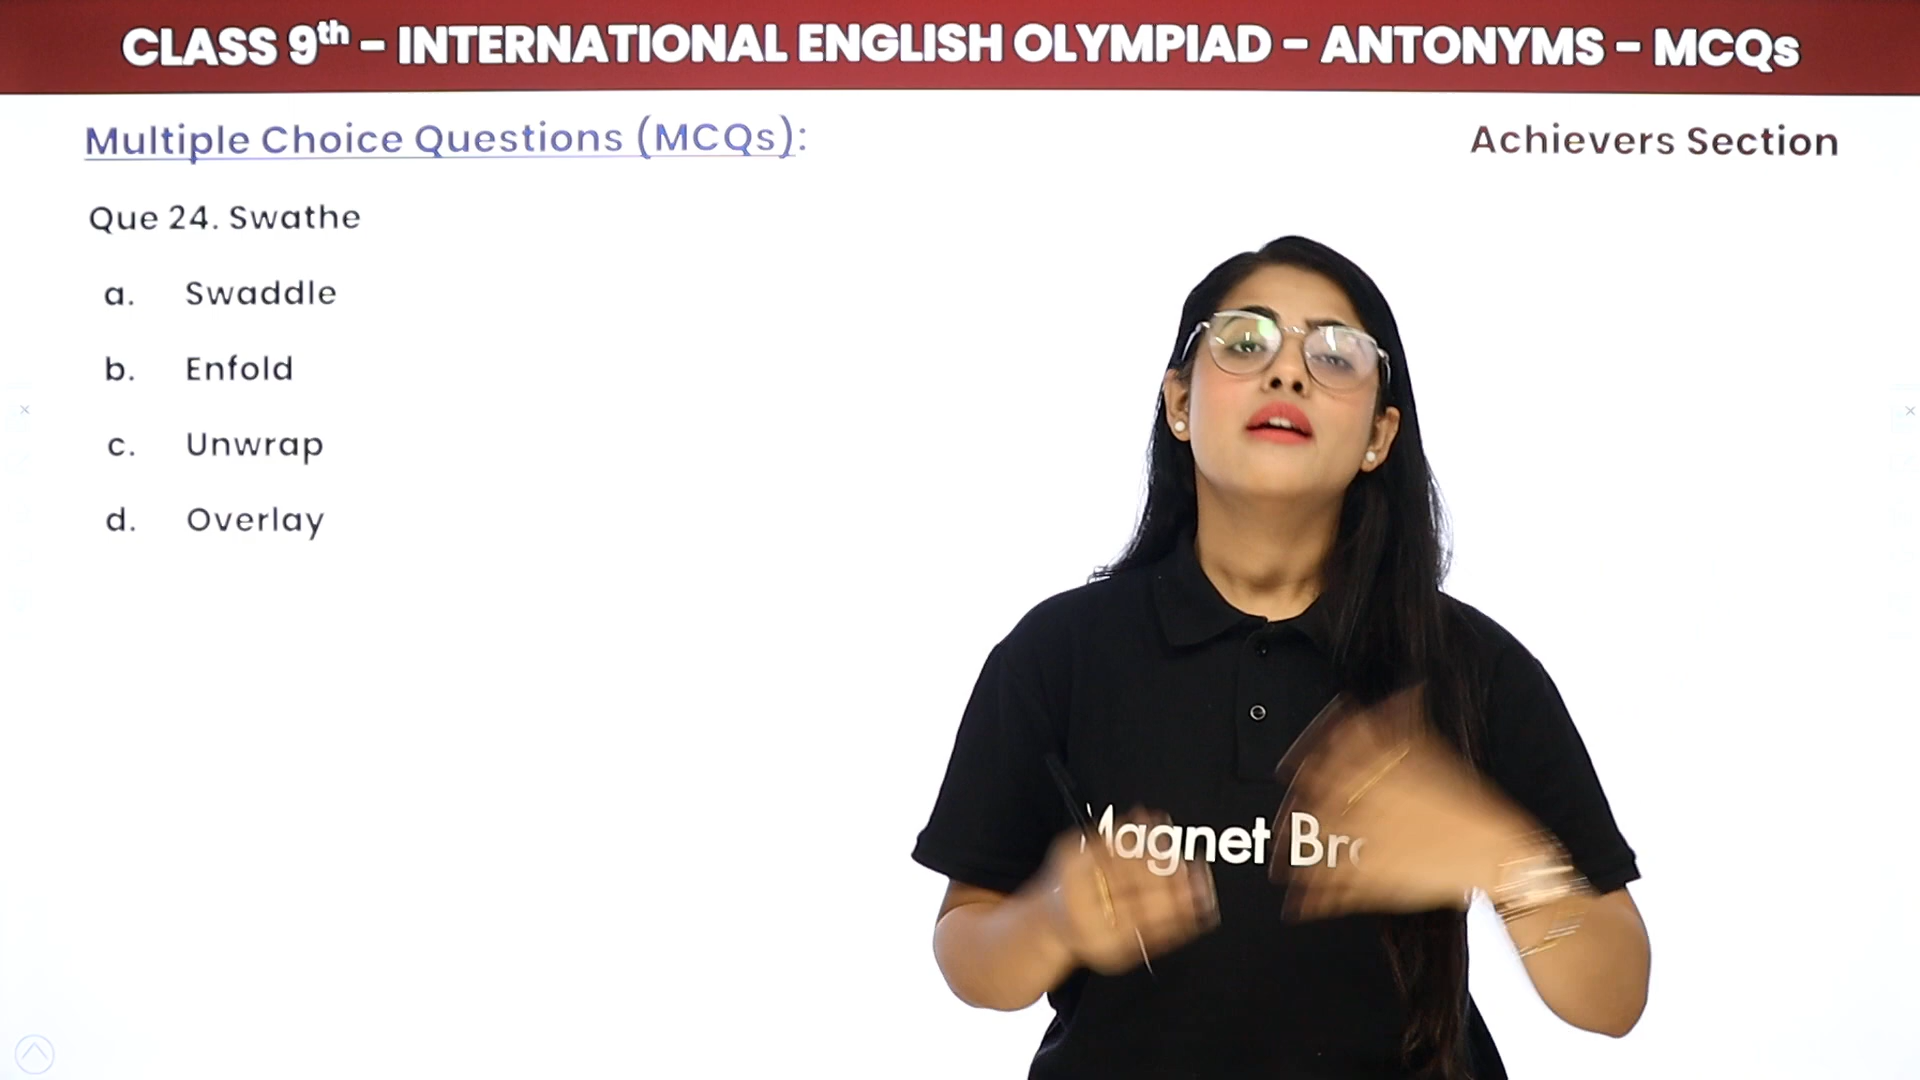 CLASS 9th - INTERNATIONAL ENGLISH OLYMPIAD - ANTONYMS - MCQs
Multiple Choice Questions (MCQs):
Achievers Section
Que 24. Swathe
a. Swaddle
b. Enfold
c. Unwrap
d. Overlay
Magnet